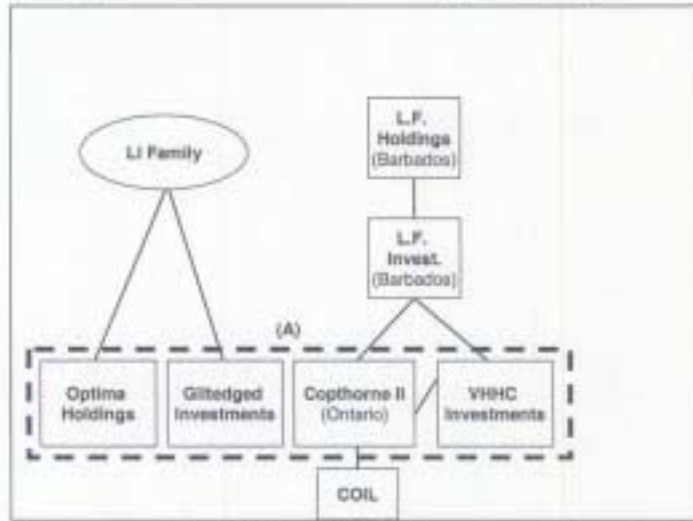 L.F.
Holdings
(Barbados)
LI Family
L.F.
Invest.
(Barbados)
(A)
Optima
Holdings
Giltedged
Investments
Copthorne II
(Ontario)
VHHC
Investments
COIL